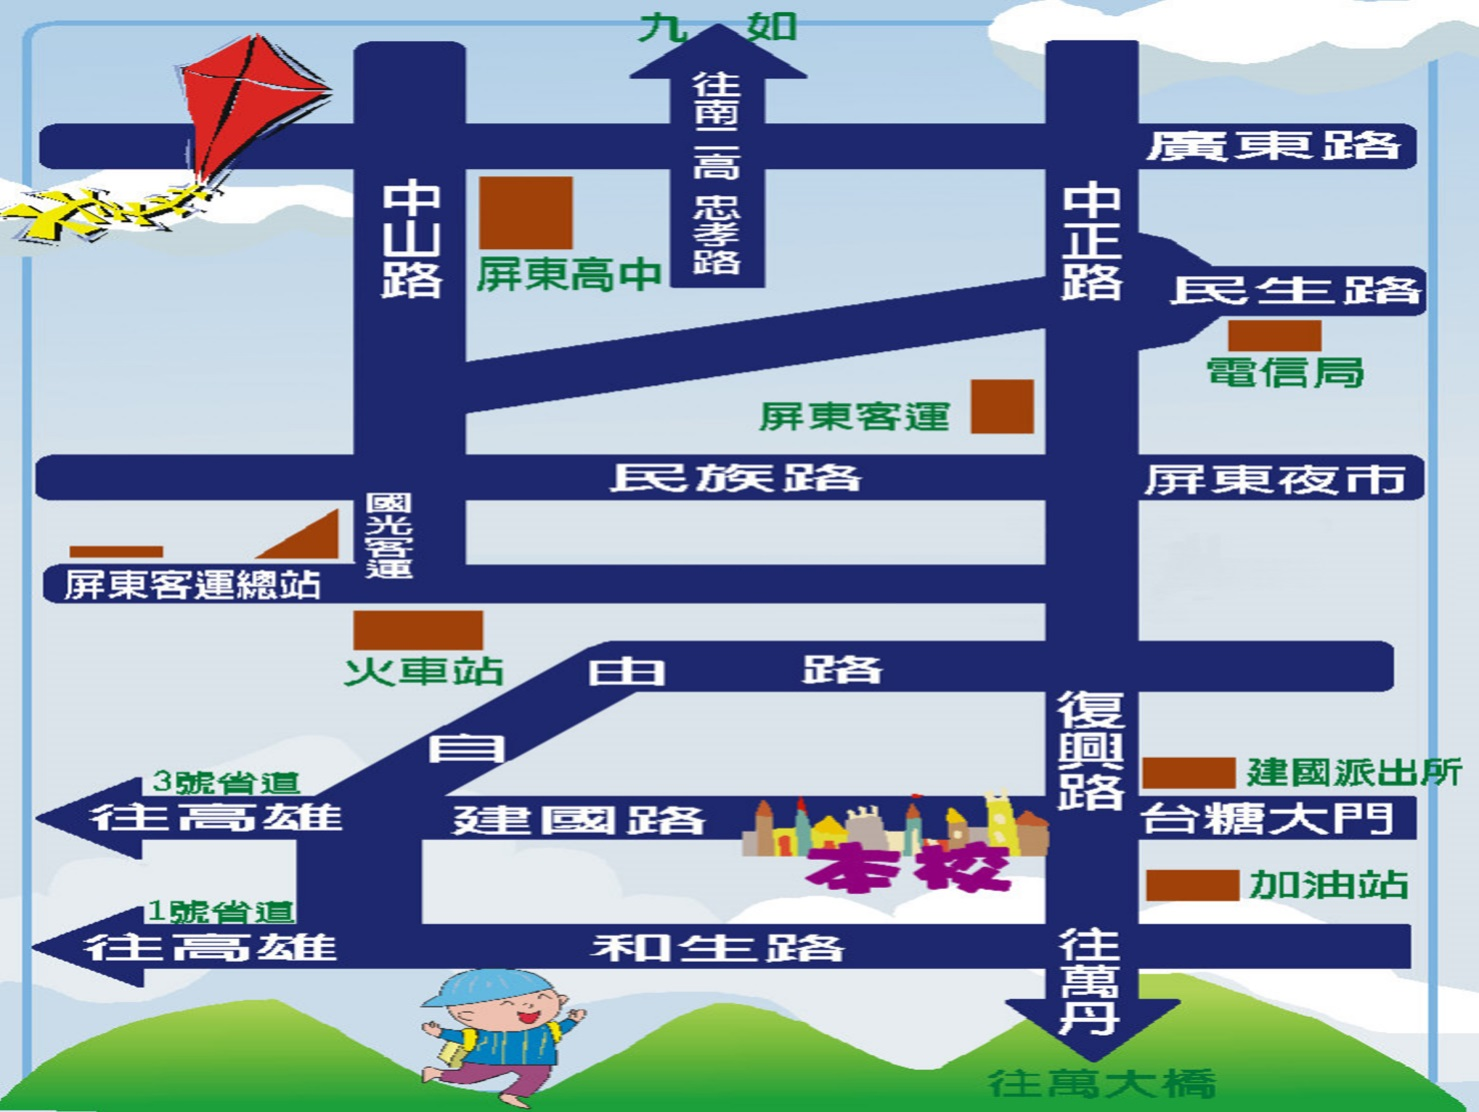 九 如
往南二高 忠孝路
廣東路
中山路
中正路
屏東高中
民生路
電信局
屏東客運
民族路
屏東夜市
國光客運
屏東客運總站
火車站
自由路
復興路
3號省道
往高雄
建國路
建國派出所
台糖大門
本校
加油站
1號省道
往高雄
和生路
往萬丹
往萬大橋